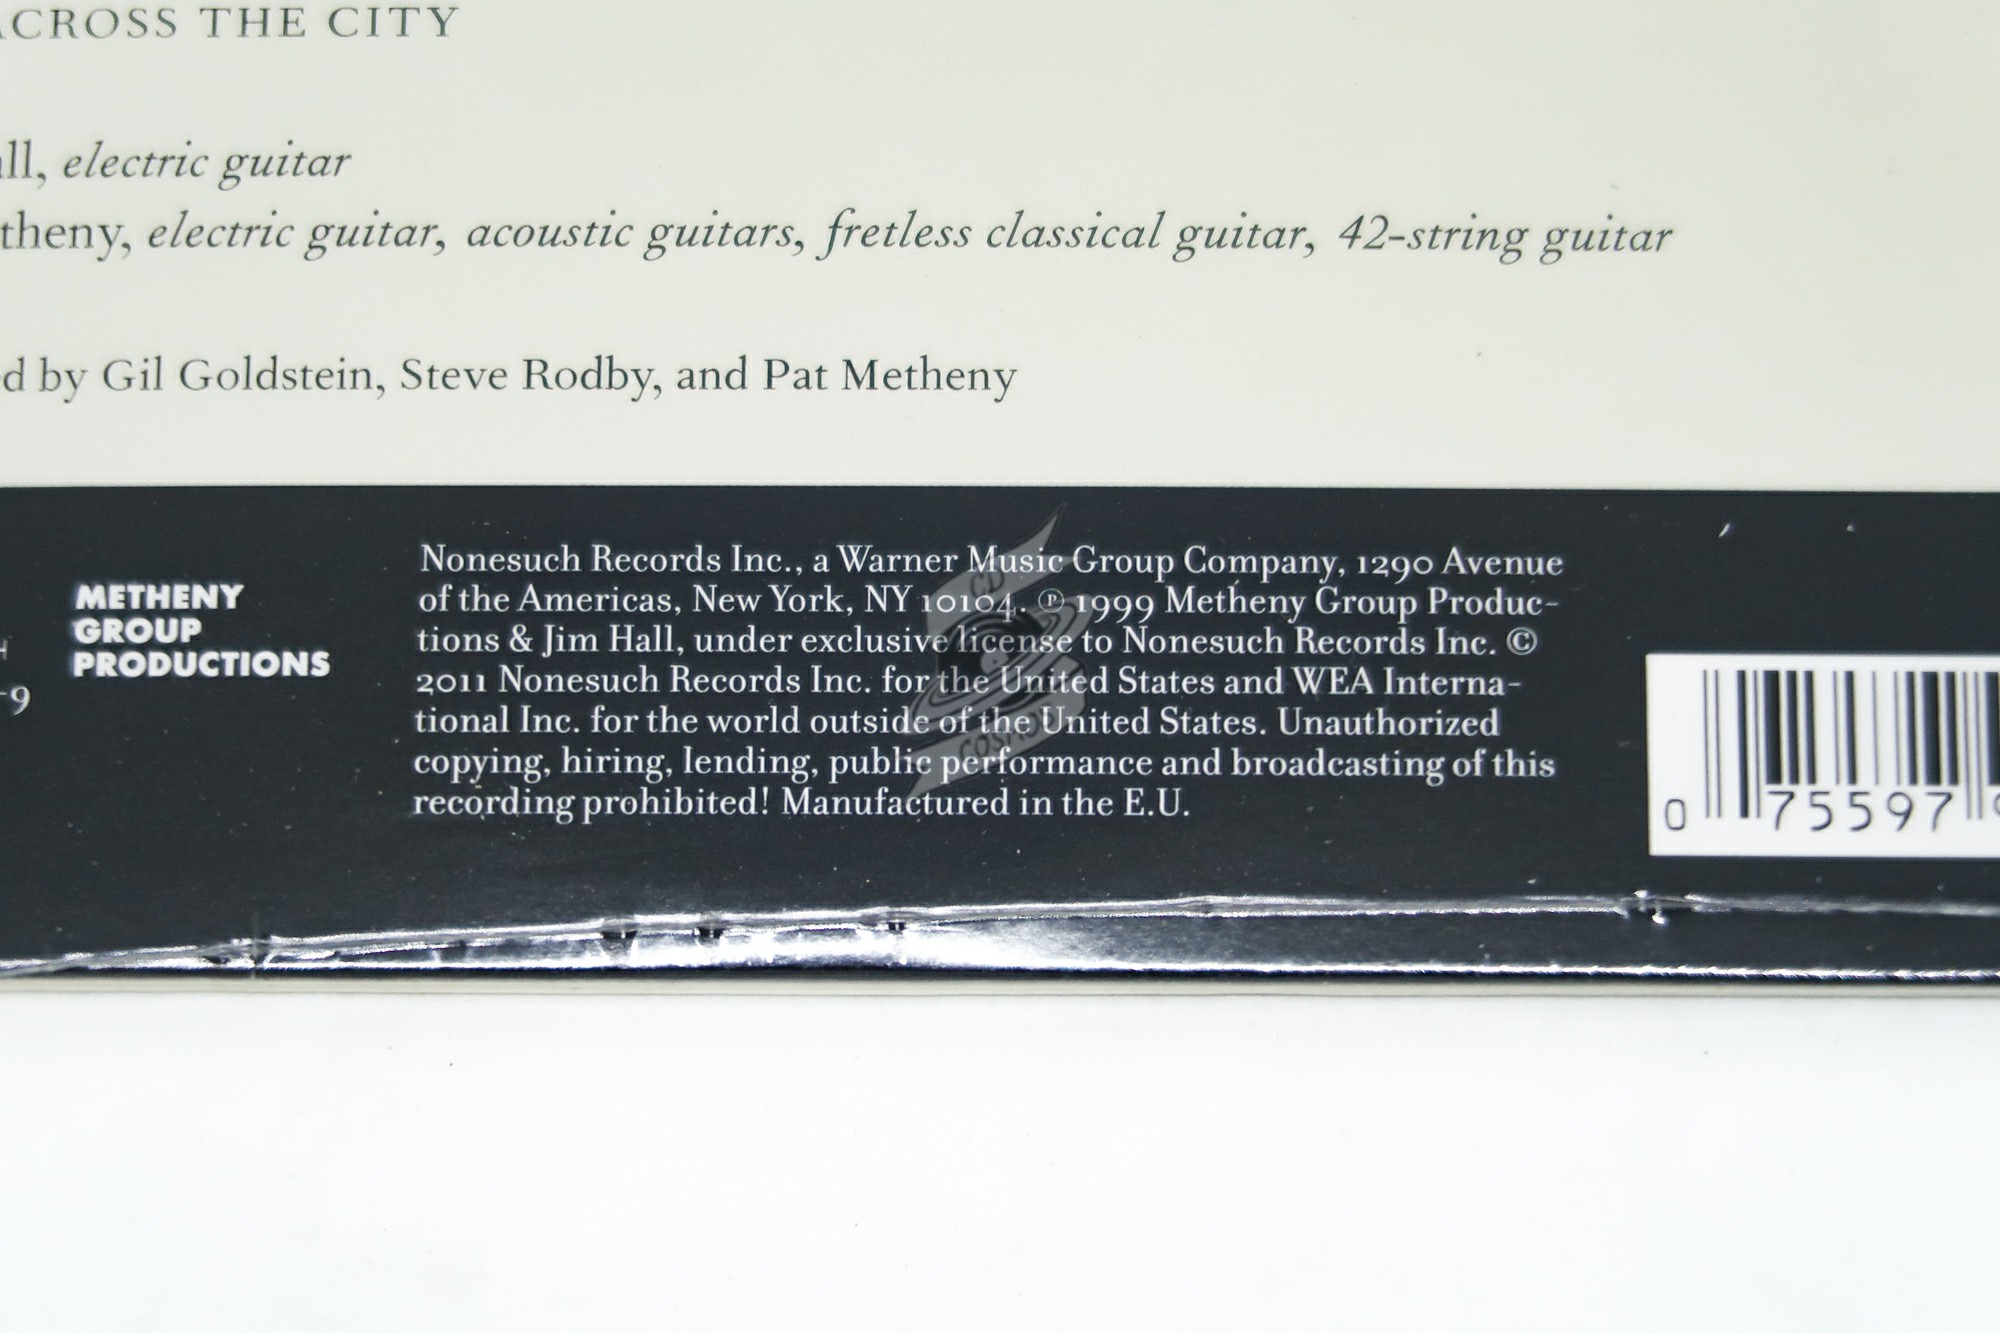 ACROSS THE CITY
all, electric guitar
theny, electric guitar, acoustic guitars, fretless classical guitar, 42-string guitar
d by Gil Goldstein, Steve Rodby, and Pat Metheny
METHENY
GROUP
PRODUCTIONS
H
-9
Nonesuch Records Inc., a Warner Music Group Company, 1290 Avenue
of the Americas, New York, NY 10104. ℗ 1999 Metheny Group Produc-
tions & Jim Hall, under exclusive license to Nonesuch Records Inc. ©
2011 Nonesuch Records Inc. for the United States and WEA Interna-
tional Inc. for the world outside of the United States. Unauthorized
copying, hiring, lending, public performance and broadcasting of this
recording prohibited! Manufactured in the E.U.
CD
COSMOS
0 75597 9